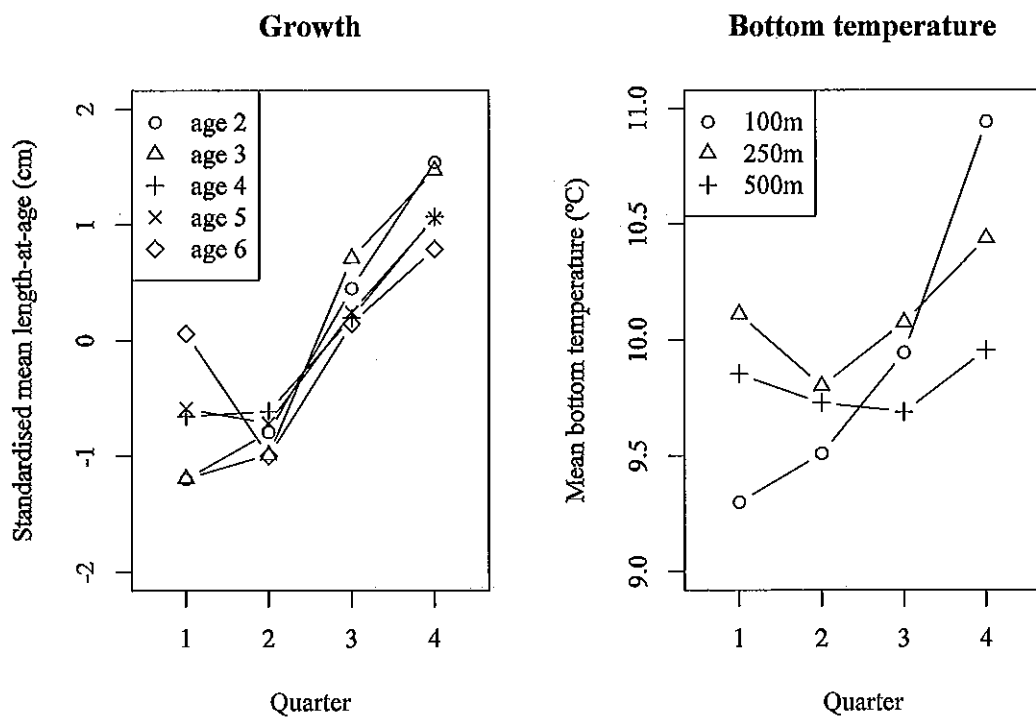 Growth
Standardised mean length-at-age (cm)
2
1
0
-1
-2
age 2
age 3
age 4
age 5
age 6
1 2 3 4
Quarter
Bottom temperature
Mean bottom temperature (°C)
11.0
10.5
10.0
9.5
9.0
100m
250m
500m
1 2 3 4
Quarter